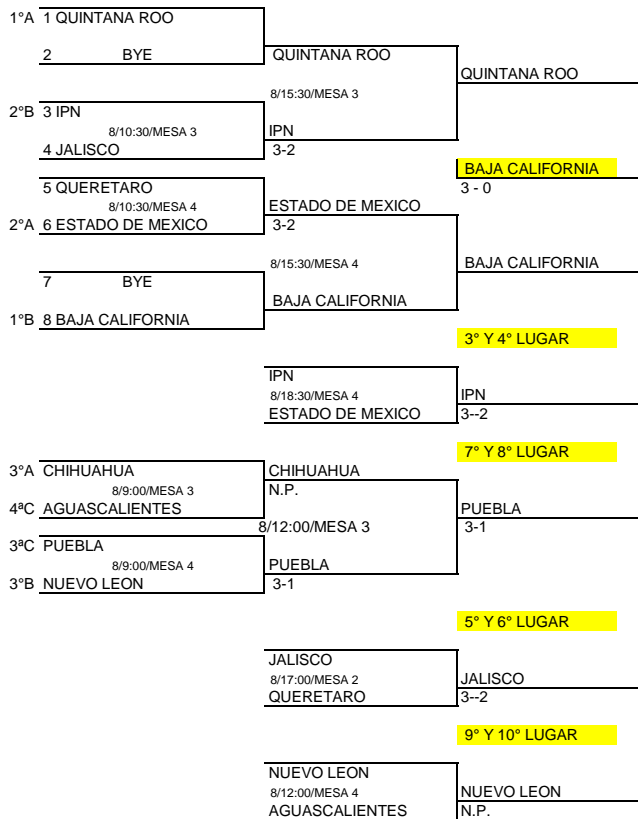 1°A 1 QUINTANA ROO
2 BYE QUINTANA ROO
QUINTANA ROO
8/15:30/MESA 3
2°B 3 IPN
8/10:30/MESA 3 IPN
4 JALISCO 3-2
BAJA CALIFORNIA
5 QUERETARO 3 - 0
8/10:30/MESA 4 ESTADO DE MEXICO
2°A 6 ESTADO DE MEXICO 3-2
8/15:30/MESA 4 BAJA CALIFORNIA
7 BYE
BAJA CALIFORNIA
1°B 8 BAJA CALIFORNIA
3° Y 4° LUGAR
IPN
8/18:30/MESA 4 IPN
ESTADO DE MEXICO 3--2
7° Y 8° LUGAR
3°A CHIHUAHUA CHIHUAHUA
8/9:00/MESA 3 N.P.
4ªC AGUASCALIENTES PUEBLA
8/12:00/MESA 3 3-1
3ªC PUEBLA
8/9:00/MESA 4 PUEBLA
3°B NUEVO LEON 3-1
5° Y 6° LUGAR
JALISCO
8/17:00/MESA 2 JALISCO
QUERETARO 3--2
9° Y 10° LUGAR
NUEVO LEON
8/12:00/MESA 4 NUEVO LEON
AGUASCALIENTES N.P.